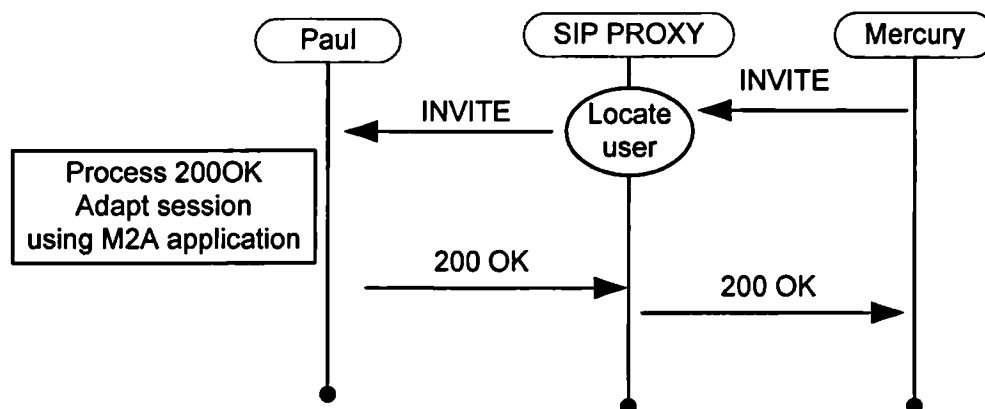 Paul
SIP PROXY
Mercury
INVITE
INVITE
Locate
user
Process 200OK
Adapt session
using M2A application
200 OK
200 OK